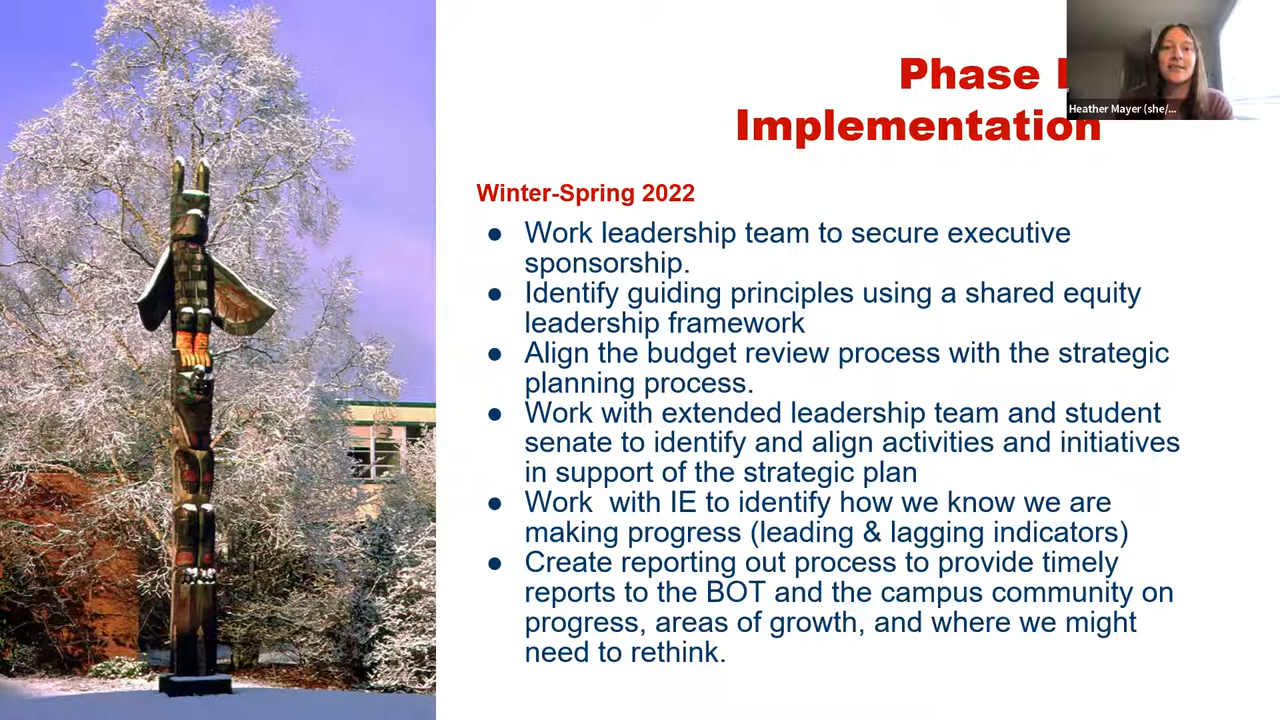 Phase
Implementation
Heather Mayer (she/...
Winter-Spring 2022
● Work leadership team to secure executive
sponsorship.
● Identify guiding principles using a shared equity
leadership framework
● Align the budget review process with the strategic
planning process.
● Work with extended leadership team and student
senate to identify and align activities and initiatives
in support of the strategic plan
● Work  with IE to identify how we know we are
making progress (leading & lagging indicators)
● Create reporting out process to provide timely
reports to the BOT and the campus community on
progress, areas of growth, and where we might
need to rethink.